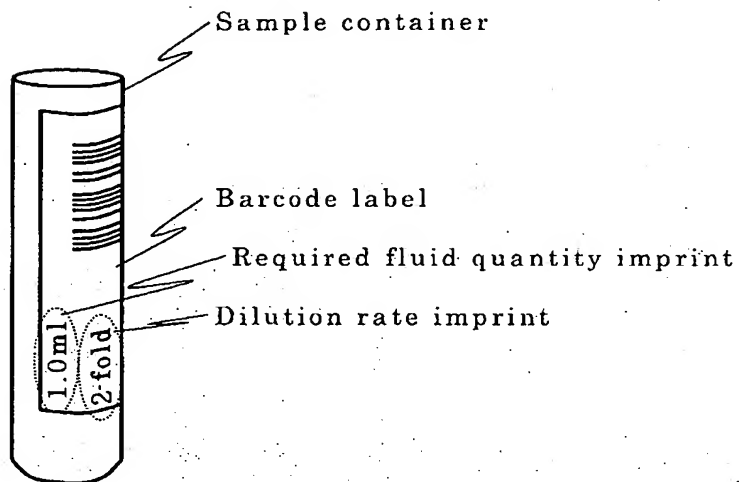 Sample container
Barcode label
Required fluid quantity imprint
Dilution rate imprint
1.0ml
2-fold